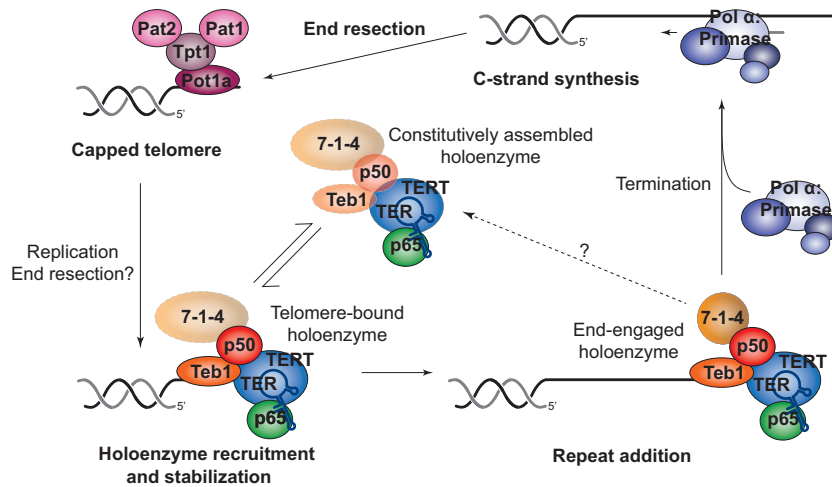 Pat2
Pat1
Tpt1
Pot1a
5'
Capped telomere
End resection
5'
C-strand synthesis
Pol α:
Primase
7-1-4
Constitutively assembled
holoenzyme
p50
Teb1
TERT
TER
p65
Termination
Pol α:
Primase
Replication
End resection?
?
7-1-4
Telomere-bound
holoenzyme
p50
Teb1
TERT
TER
p65
5'
Holoenzyme recruitment
and stabilization
7-1-4
End-engaged
holoenzyme
p50
Teb1
TERT
TER
p65
5'
Repeat addition